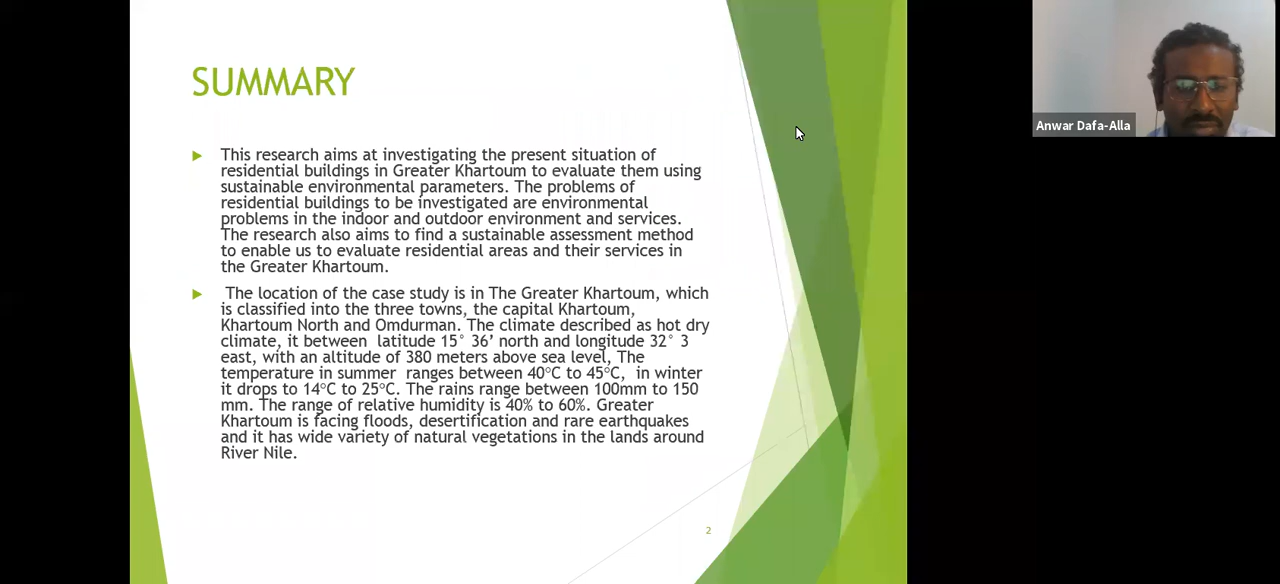 SUMMARY
This research aims at investigating the present situation of
residential buildings in Greater Khartoum to evaluate them using
sustainable environmental parameters. The problems of
residential buildings to be investigated are environmental
problems in the indoor and outdoor environment and services.
The research also aims to find a sustainable assessment method
to enable us to evaluate residential areas and their services in
the Greater Khartoum.
The location of the case study is in The Greater Khartoum, which
is classified into the three towns, the capital Khartoum,
Khartoum North and Omdurman. The climate described as hot dry
climate, it between latitude 15° 36’ north and longitude 32° 3
east, with an altitude of 380 meters above sea level, The
temperature in summer ranges between 40°C to 45°C, in winter
it drops to 14°C to 25°C. The rains range between 100mm to 150
mm. The range of relative humidity is 40% to 60%. Greater
Khartoum is facing floods, desertification and rare earthquakes
and it has wide variety of natural vegetations in the lands around
River Nile.
2
Anwar Dafa-Alla